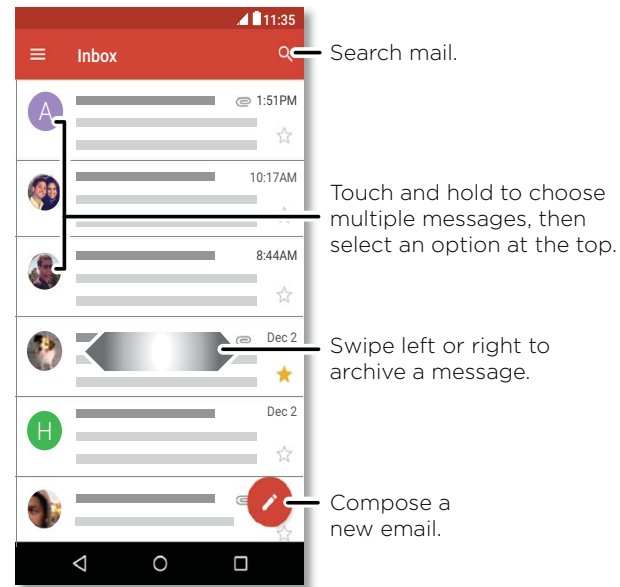 11:35
Inbox
Search mail.
A
1:51PM
10:17AM
Touch and hold to choose
multiple messages, then
select an option at the top.
8:44AM
Dec 2
Swipe left or right to
archive a message.
H
Dec 2
Compose a
new email.